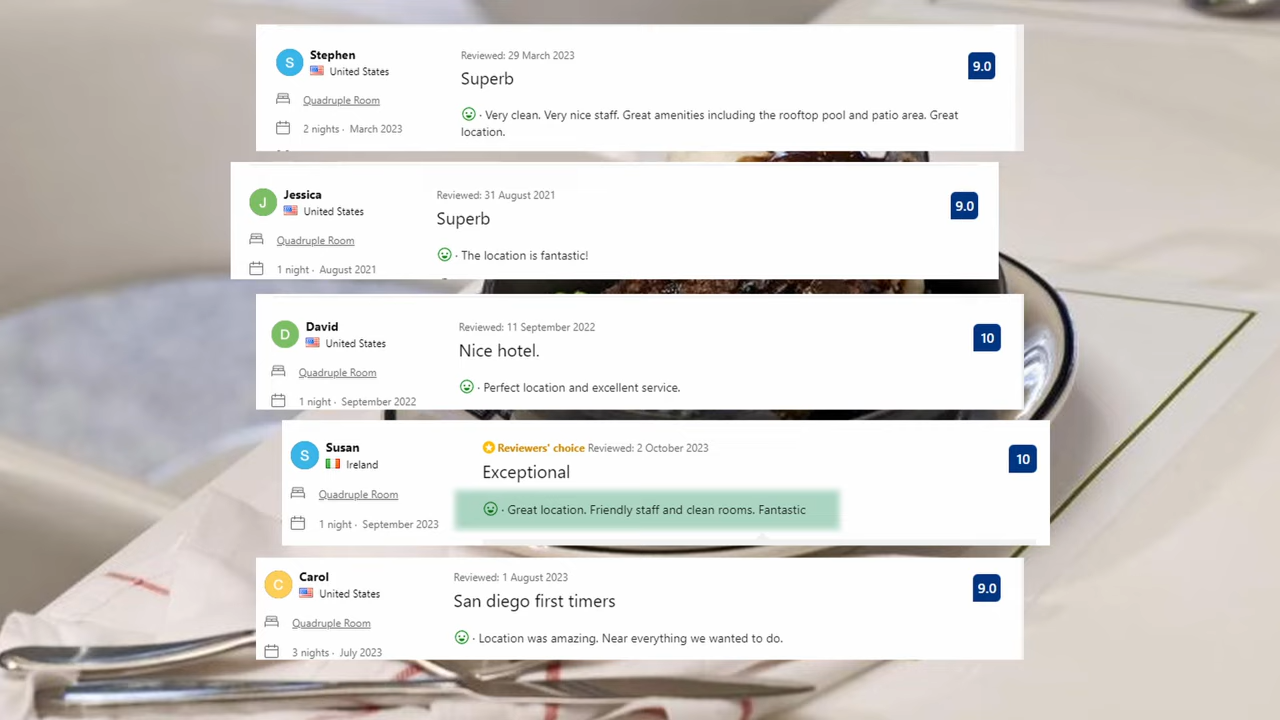 S
Stephen
United States
Quadruple Room
2 nights · March 2023
Reviewed: 29 March 2023
Superb
9.0
· Very clean. Very nice staff. Great amenities including the rooftop pool and patio area. Great
location.
J
Jessica
United States
Quadruple Room
1 night · August 2021
Reviewed: 31 August 2021
Superb
9.0
· The location is fantastic!
D
David
United States
Quadruple Room
1 night · September 2022
Reviewed: 11 September 2022
Nice hotel.
10
· Perfect location and excellent service.
S
Susan
Ireland
Quadruple Room
1 night · September 2023
Reviewers' choice Reviewed: 2 October 2023
Exceptional
10
· Great location. Friendly staff and clean rooms. Fantastic
C
Carol
United States
Quadruple Room
3 nights · July 2023
Reviewed: 1 August 2023
San diego first timers
9.0
· Location was amazing. Near everything we wanted to do.